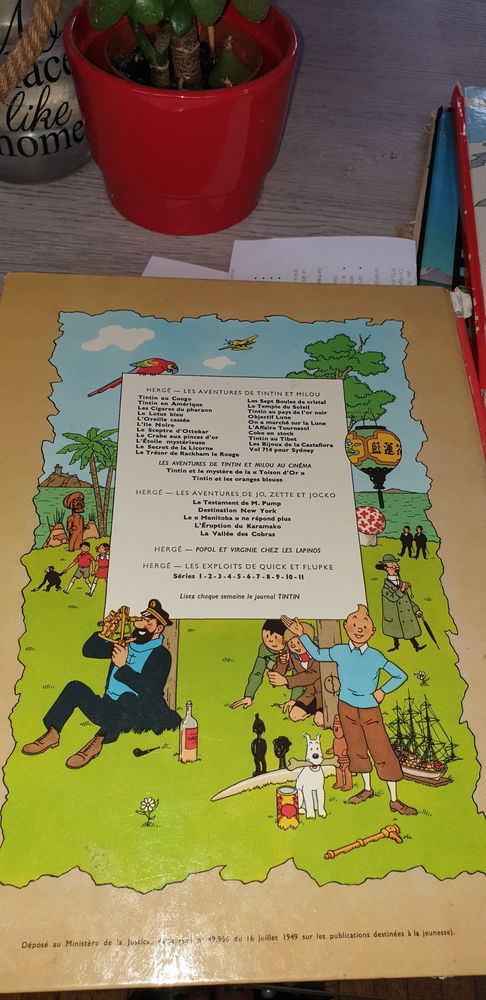 My
place
like
home
HERGÉ — LES AVENTURES DE TINTIN ET MILOU
Tintin au Congo
Tintin en Amérique
Les Cigares du pharaon
Le Lotus bleu
L'Oreille cassée
L'Ile Noire
Le Sceptre d'Ottokar
Le Crabe aux pinces d'or
L'Étoile mystérieuse
Le Secret de la Licorne
Le Trésor de Rackham le Rouge
Les Sept Boules de cristal
Le Temple du Soleil
Tintin au pays de l'or noir
Objectif Lune
On a marché sur la Lune
L'Affaire Tournesol
Coke en stock
Tintin au Tibet
Les Bijoux de la Castafiore
Vol 714 pour Sydney
LES AVENTURES DE TINTIN ET MILOU AU CINÉMA
Tintin et le mystère de la « Toison d'Or »
Tintin et les oranges bleues
HERGÉ — LES AVENTURES DE JO, ZETTE ET JOCKO
Le Testament de M. Pump
Destination New York
Le « Manitoba » ne répond plus
L'Éruption du Karamako
La Vallée des Cobras
HERGÉ — POPOL ET VIRGINIE CHEZ LES LAPINOS
HERGÉ — LES EXPLOITS DE QUICK ET FLUPKE
Séries 1 - 2 - 3 - 4 - 5 - 6 - 7 - 8 - 9 - 10 - 11
Lisez chaque semaine le journal TINTIN
Déposé au Ministère de la Justice, n° 49,956 du 16 juillet 1949 sur les publications destinées à la jeunesse).